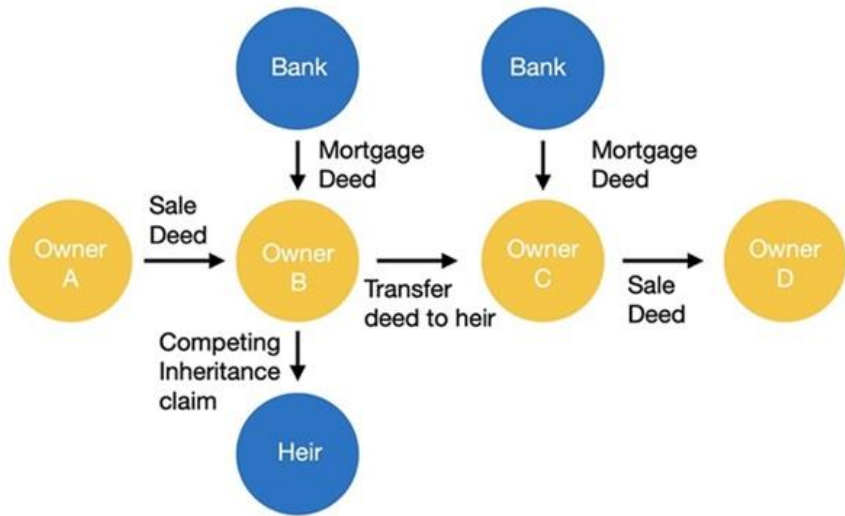 Bank
Bank
Mortgage
Deed
Mortgage
Deed
Sale
Deed
Owner
A
Owner
B
Owner
C
Owner
D
Transfer
deed to heir
Sale
Deed
Competing
Inheritance
claim
Heir